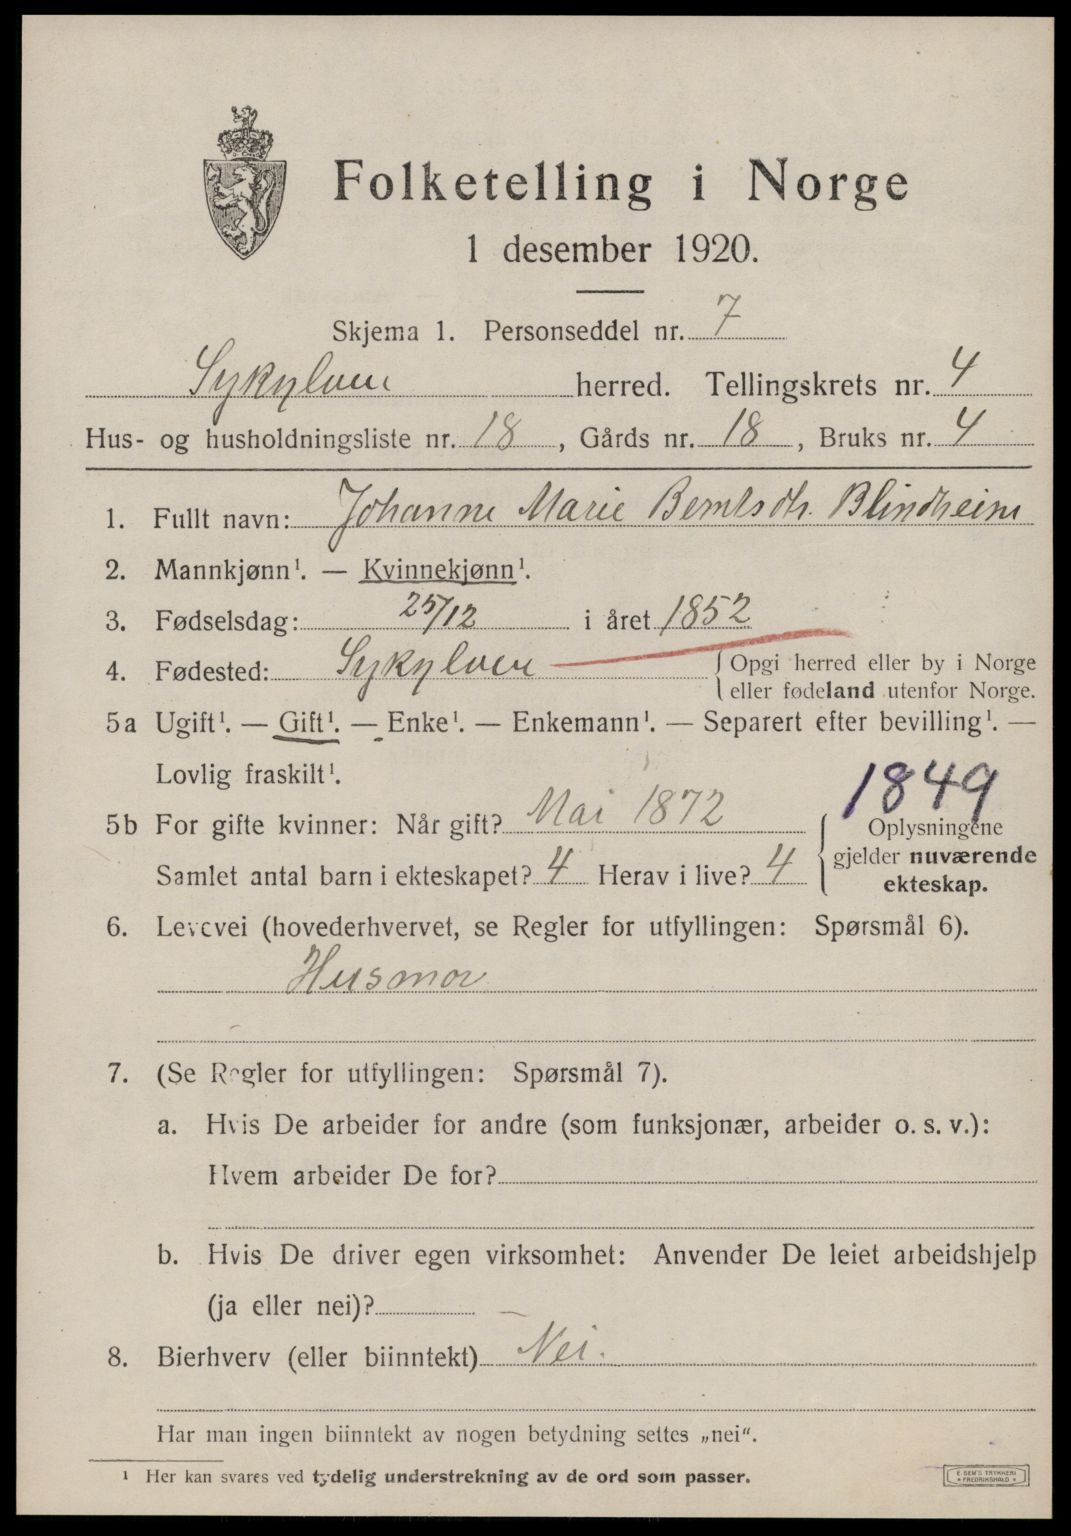 Folketelling i Norge
1 desember 1920.
Skjema 1. Personseddel nr. 7
Sykylven herred. Tellingskrets nr. 4
Hus- og husholdningsliste nr. 18, Gårds nr. 18, Bruks nr. 4
1. Fullt navn: Johanne Marie Berntsdtr. Blindheim
2. Mannkjønn¹. — Kvinnekjønn¹.
3. Fødselsdag: 25/12 i året 1852
4. Fødested: Sykylven { Opgi herred eller by i Norge
eller fødeland utenfor Norge.
5a Ugift¹. — Gift¹. — Enke¹. — Enkemann¹. — Separert efter bevilling¹. —
Lovlig fraskilt¹.
1849
5b For gifte kvinner: Når gift? Mai 1872
Samlet antal barn i ekteskapet? 4 Herav i live? 4
{ Oplysningene
gjelder nuværende
ekteskap.
6. Levevei (hovederhvervet, se Regler for utfyllingen: Spørsmål 6).
Husmor
7. (Se Regler for utfyllingen: Spørsmål 7).
a. Hvis De arbeider for andre (som funksjonær, arbeider o. s. v.):
Hvem arbeider De for?
b. Hvis De driver egen virksomhet: Anvender De leiet arbeidshjelp
(ja eller nei)? —
8. Bierhverv (eller biinntekt) Nei.
Har man ingen biinntekt av nogen betydning settes „nei“.
¹ Her kan svares ved tydelig understrekning av de ord som passer.
E. SEM'S TRYKKERI
• FREDRIKSHALD •